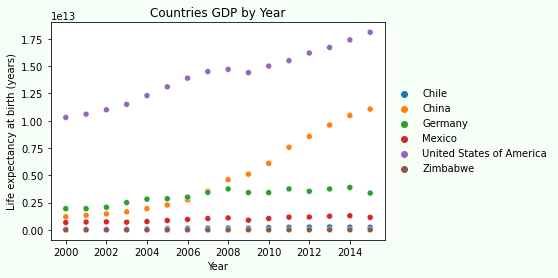 Countries GDP by Year
1e13
1.75
1.50
1.25
1.00
0.75
0.50
0.25
0.00
Life expectancy at birth (years)
2000 2002 2004 2006 2008 2010 2012 2014
Year
Chile
China
Germany
Mexico
United States of America
Zimbabwe